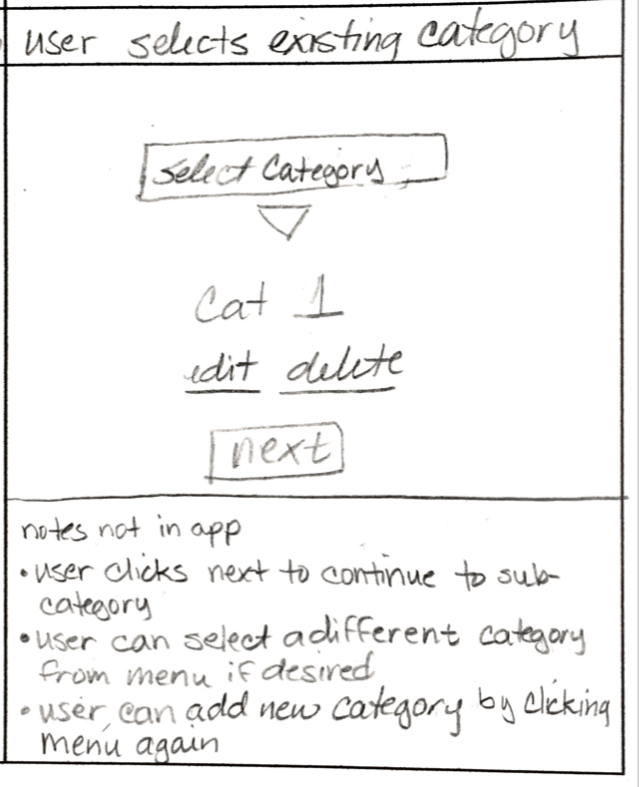 user selects existing category
select Category
Cat 1
edit delete
next
notes not in app
• user clicks next to continue to sub-
category
• user can select a different category
from menu if desired
• user can add new category by clicking
menu again